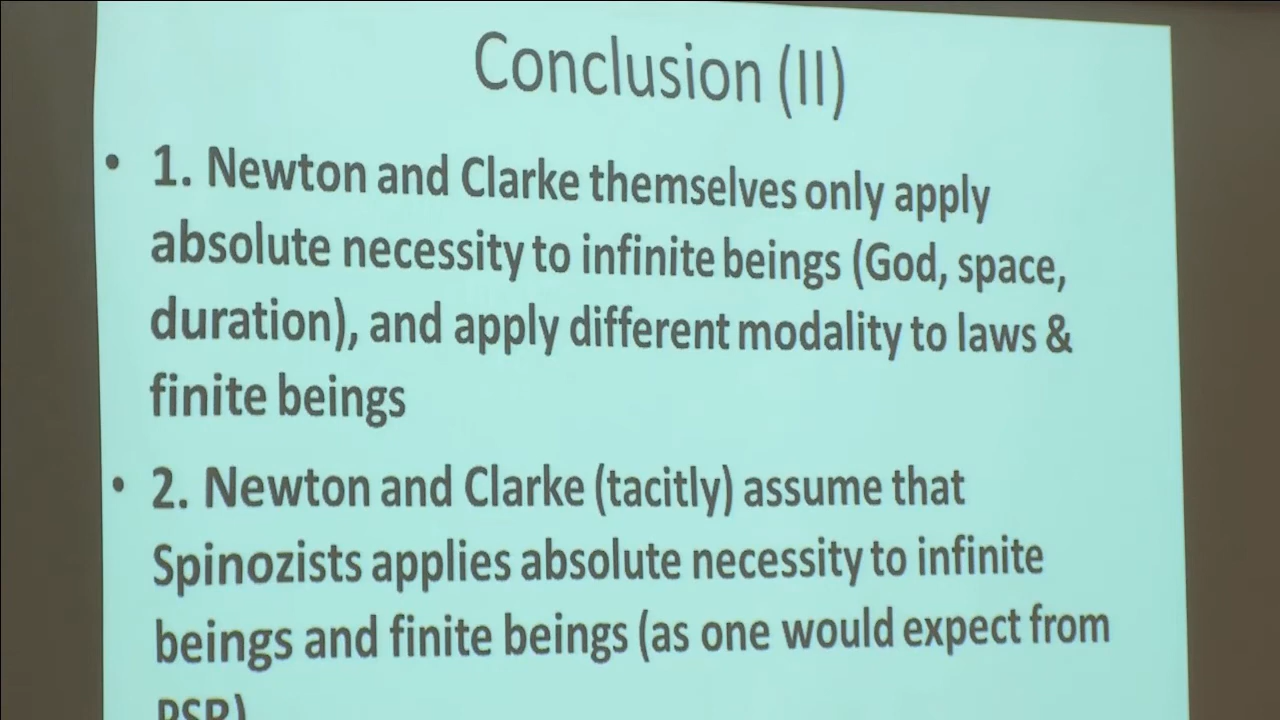 Conclusion (II)
• 1. Newton and Clarke themselves only apply
absolute necessity to infinite beings (God, space,
duration), and apply different modality to laws &
finite beings
• 2. Newton and Clarke (tacitly) assume that
Spinozists applies absolute necessity to infinite
beings and finite beings (as one would expect from
PSR)